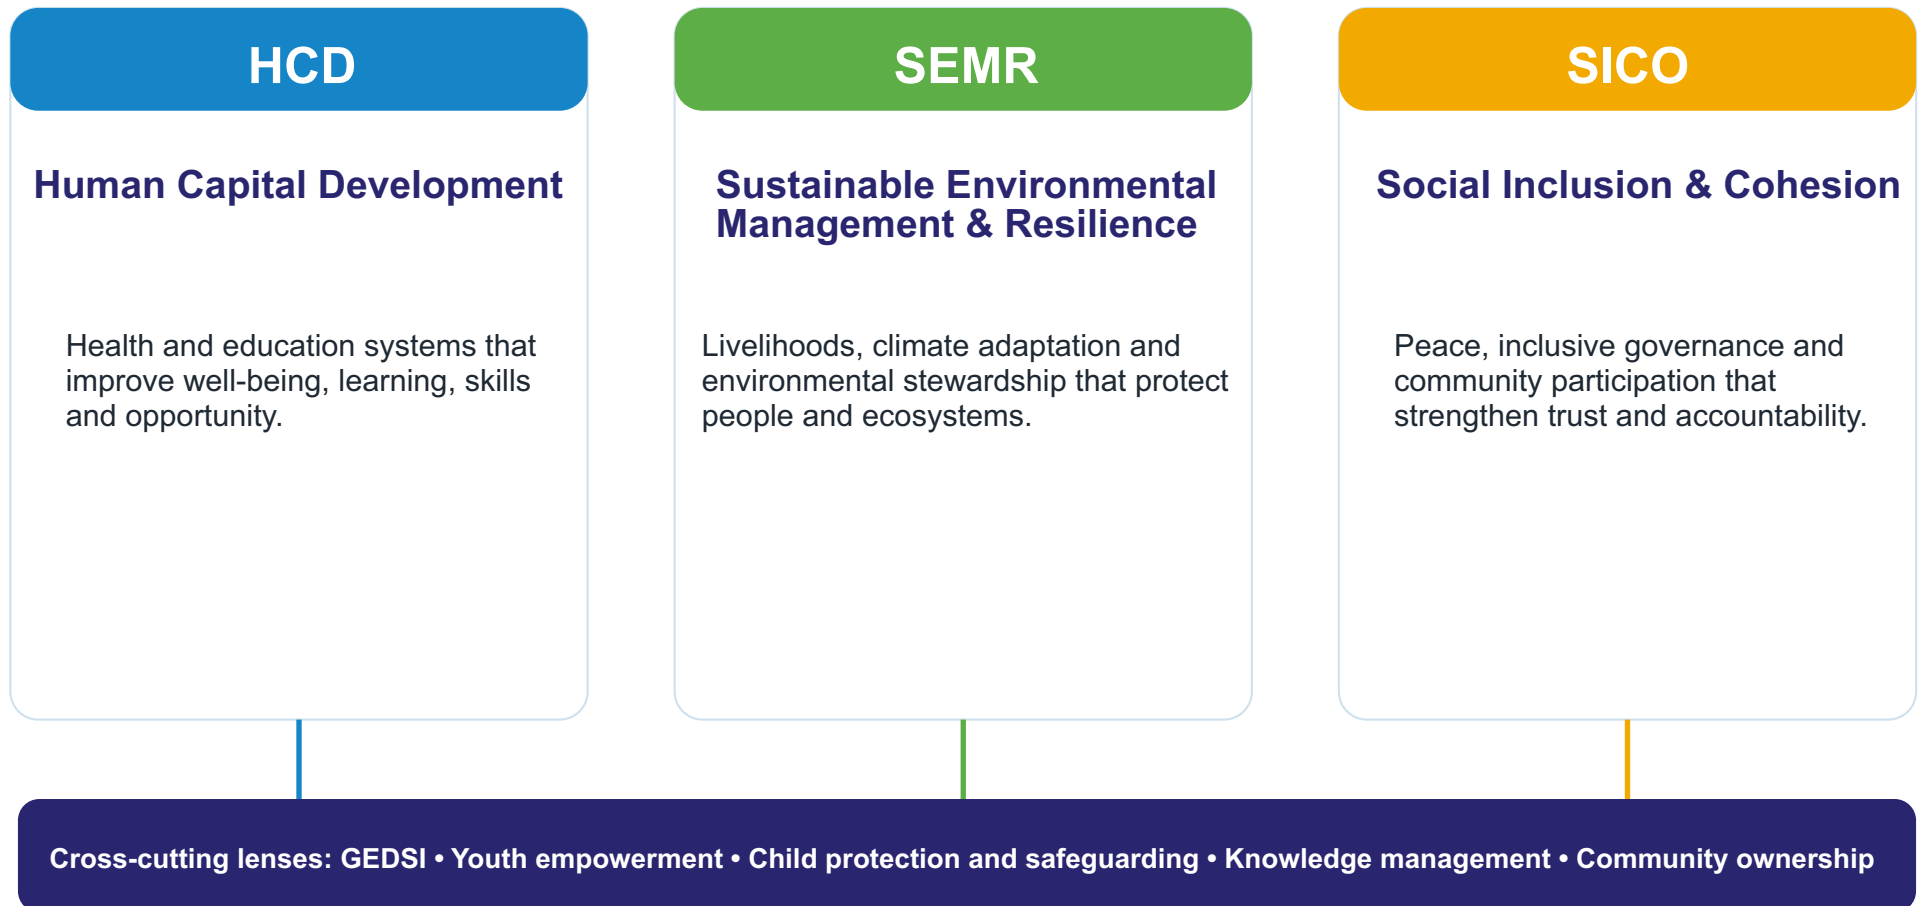 HCD
Human Capital Development
Health and education systems that
improve well-being, learning, skills
and opportunity.
SEMR
Sustainable Environmental
Management & Resilience
Livelihoods, climate adaptation and
environmental stewardship that protect
people and ecosystems.
SICO
Social Inclusion & Cohesion
Peace, inclusive governance and
community participation that
strengthen trust and accountability.
Cross-cutting lenses: GEDSI • Youth empowerment • Child protection and safeguarding • Knowledge management • Community ownership